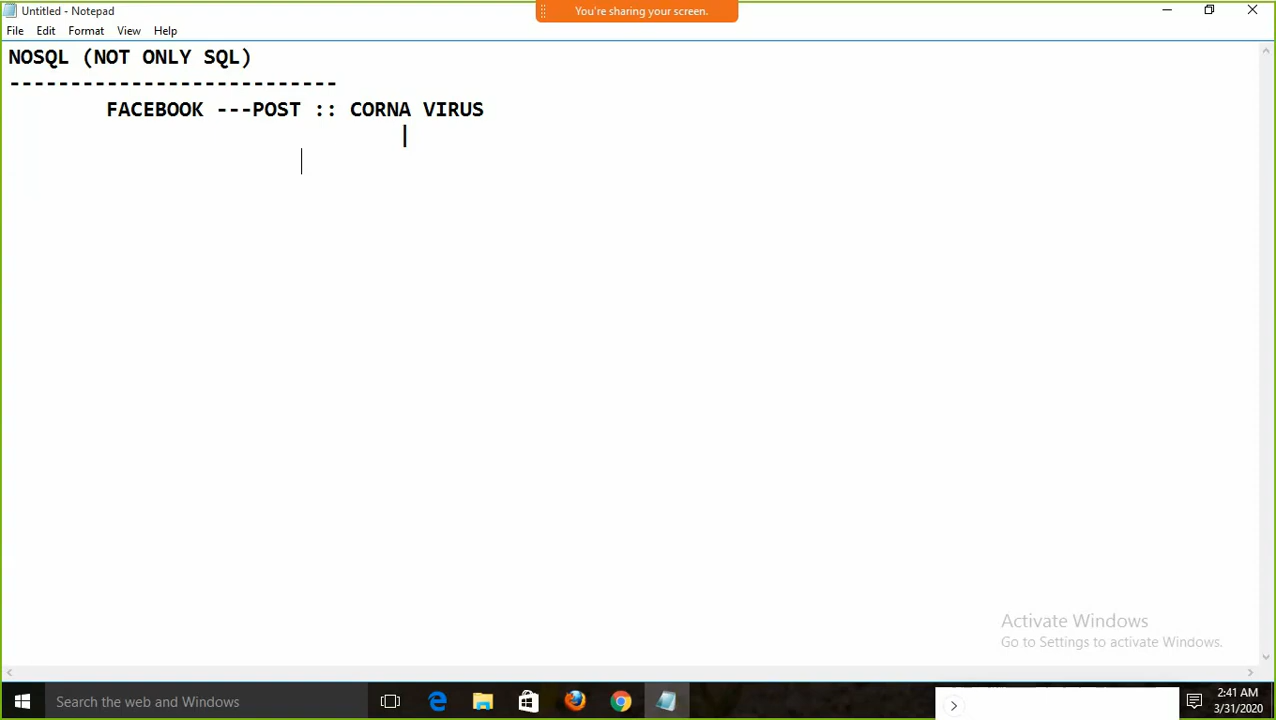 Untitled - Notepad
You're sharing your screen.
File Edit Format View Help
NOSQL (NOT ONLY SQL)
---------------------------
FACEBOOK ---POST :: CORNA VIRUS
|
Activate Windows
Go to Settings to activate Windows.
Search the web and Windows
2:41 AM
3/31/2020